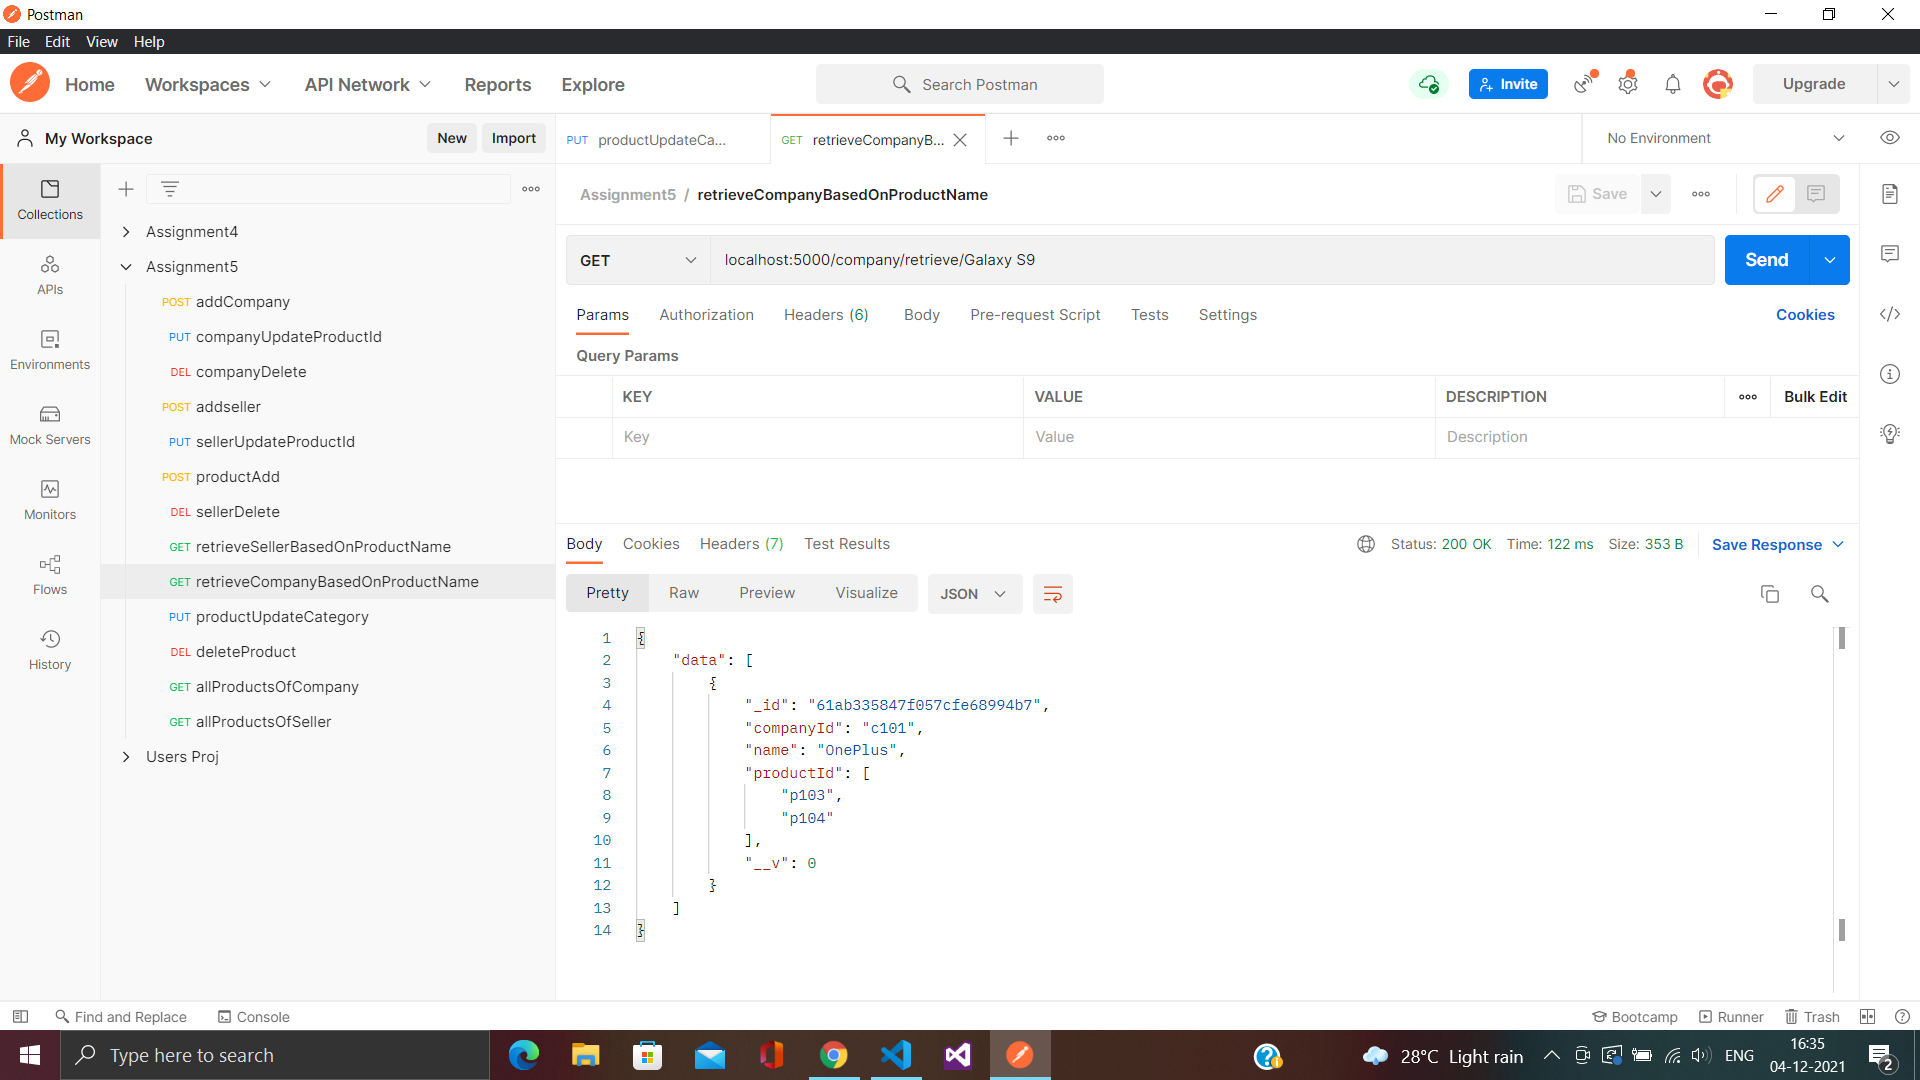 Postman
File Edit View Help
Home Workspaces API Network Reports Explore
Search Postman
Invite
Upgrade
My Workspace
New Import
PUT productUpdateCa...
GET retrieveCompanyB...
No Environment
Collections
APIs
Environments
Mock Servers
Monitors
Flows
History
Assignment4
Assignment5
POST addCompany
PUT companyUpdateProductId
DEL companyDelete
POST addseller
PUT sellerUpdateProductId
POST productAdd
DEL sellerDelete
GET retrieveSellerBasedOnProductName
GET retrieveCompanyBasedOnProductName
PUT productUpdateCategory
DEL deleteProduct
GET allProductsOfCompany
GET allProductsOfSeller
Users Proj
Assignment5 / retrieveCompanyBasedOnProductName
Save
GET localhost:5000/company/retrieve/Galaxy S9
Send
Params Authorization Headers (6) Body Pre-request Script Tests Settings
Cookies
Query Params
KEY VALUE DESCRIPTION Bulk Edit
Key Value Description
Body Cookies Headers (7) Test Results
Status: 200 OK Time: 122 ms Size: 353 B Save Response
Pretty Raw Preview Visualize JSON
1 {
2 "data": [
3 {
4 "_id": "61ab335847f057cfe68994b7",
5 "companyId": "c101",
6 "name": "OnePlus",
7 "productId": [
8 "p103",
9 "p104"
10 ],
11 "__v": 0
12 }
13 ]
14 }
Find and Replace Console
Bootcamp Runner Trash
Type here to search
28°C Light rain
ENG
16:35
04-12-2021
2